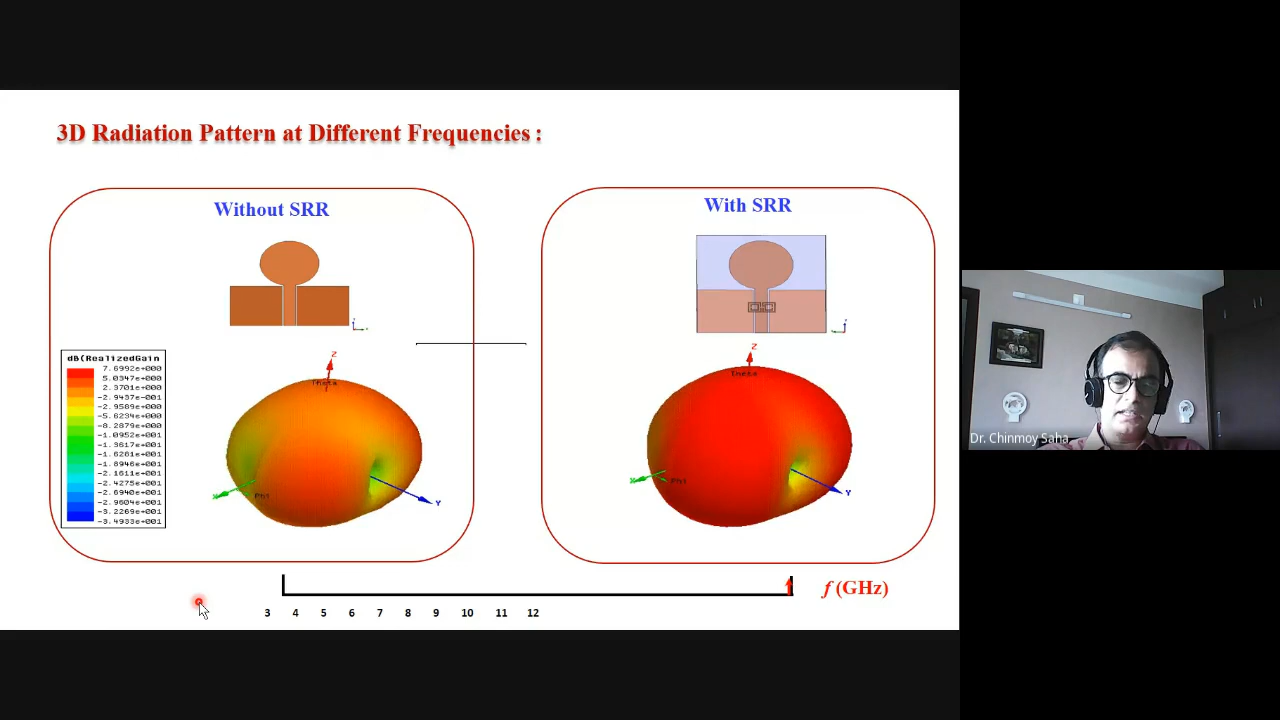 3D Radiation Pattern at Different Frequencies :
Without SRR
With SRR
dB(RealizedGain
7.6992e+000
5.0347e+000
2.3701e+000
-2.9437e-001
-2.9589e+000
-5.6234e+000
-8.2879e+000
-1.0952e+001
-1.3617e+001
-1.6281e+001
-1.8946e+001
-2.1611e+001
-2.4275e+001
-2.6940e+001
-2.9604e+001
-3.2269e+001
-3.4933e+001
Z
Theta
X
Phi
Y
Z
Theta
X
Phi
Y
Dr. Chinmoy Saha
f (GHz)
3 4 5 6 7 8 9 10 11 12